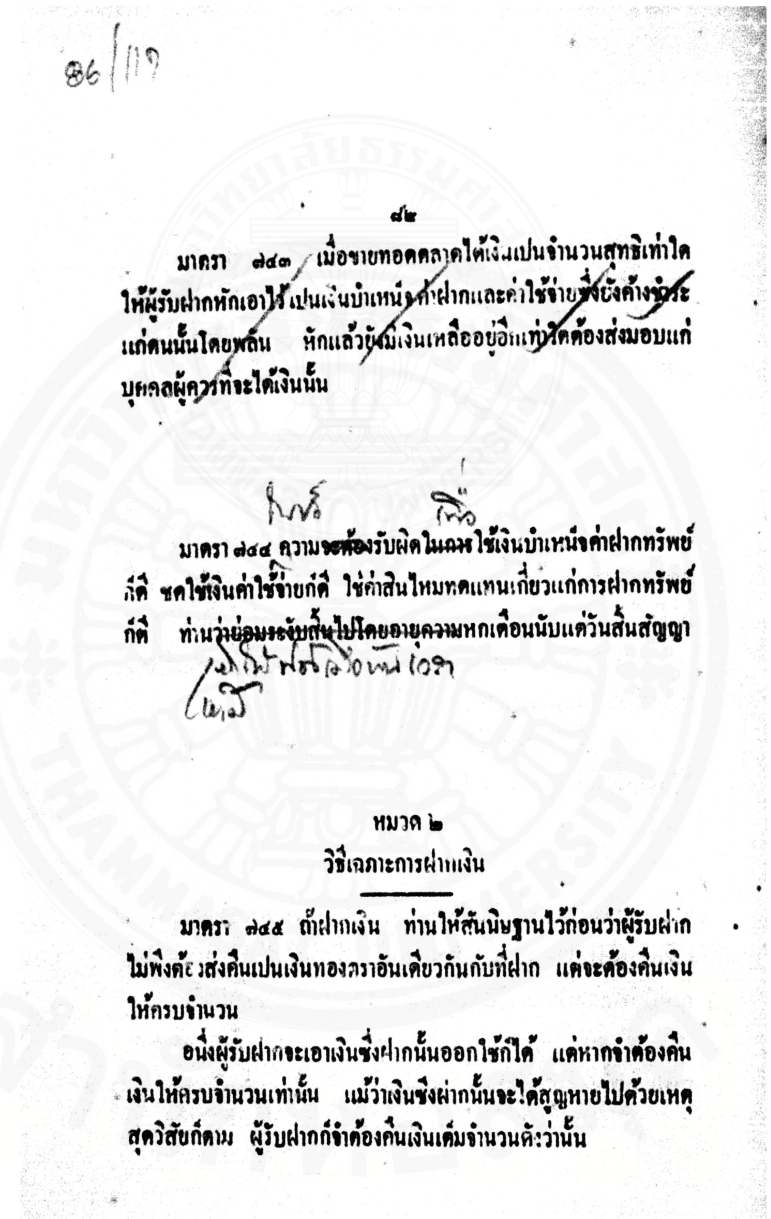 ๘๒
มาตรา ๗๔๓ เมื่อขายทอดตลาดได้เงินเปนจำนวนสุทธิเท่าใด
ให้ผู้รับฝากหักเอาไว้เปนเงินบำเหน็จค่าฝากและค่าใช้จ่ายซึ่งยังค้างชำระ
แก่ตนนั้นโดยพลัน หักแล้วยังมีเงินเหลืออยู่อีกเท่าใดต้องส่งมอบแก่
บุคคลผู้ควรที่จะได้เงินนั้น
มาตรา ๗๔๔ ความจะต้องรับผิดในการใช้เงินบำเหน็จค่าฝากทรัพย์
ก็ดี ชดใช้เงินค่าใช้จ่ายก็ดี ใช้ค่าสินไหมทดแทนเกี่ยวแก่การฝากทรัพย์
ก็ดี ท่านว่าย่อมระงับสิ้นไปโดยอายุความหกเดือนนับแต่วันสิ้นสัญญา
หมวด ๒
วิธีเฉภาะการฝากเงิน
มาตรา ๗๔๕ ถ้าฝากเงิน ท่านให้สันนิษฐานไว้ก่อนว่าผู้รับฝาก
ไม่พึงต้องส่งคืนเปนเงินทองตราอันเดียวกันกับที่ฝาก แต่จะต้องคืนเงิน
ให้ครบจำนวน
อนึ่งผู้รับฝากจะเอาเงินซึ่งฝากนั้นออกใช้ก็ได้ แต่หากจำต้องคืน
เงินให้ครบจำนวนเท่านั้น แม้ว่าเงินซึ่งฝากนั้นจะได้สูญหายไปด้วยเหตุ
สุดวิสัยก็ตาม ผู้รับฝากก็จำต้องคืนเงินเต็มจำนวนดังว่านั้น
THAMMASAT UNIVERSITY